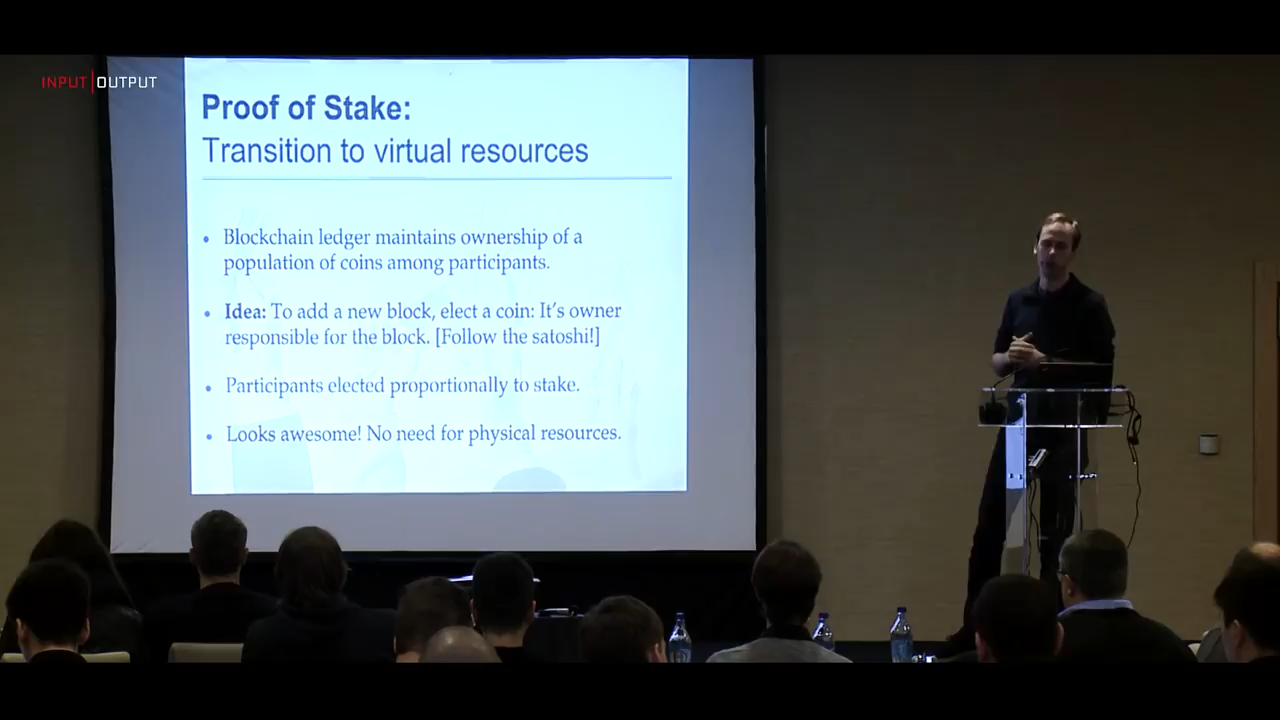 INPUT|OUTPUT
Proof of Stake:
Transition to virtual resources
• Blockchain ledger maintains ownership of a
population of coins among participants.
• Idea: To add a new block, elect a coin: It's owner
responsible for the block. [Follow the satoshi!]
• Participants elected proportionally to stake.
• Looks awesome! No need for physical resources.